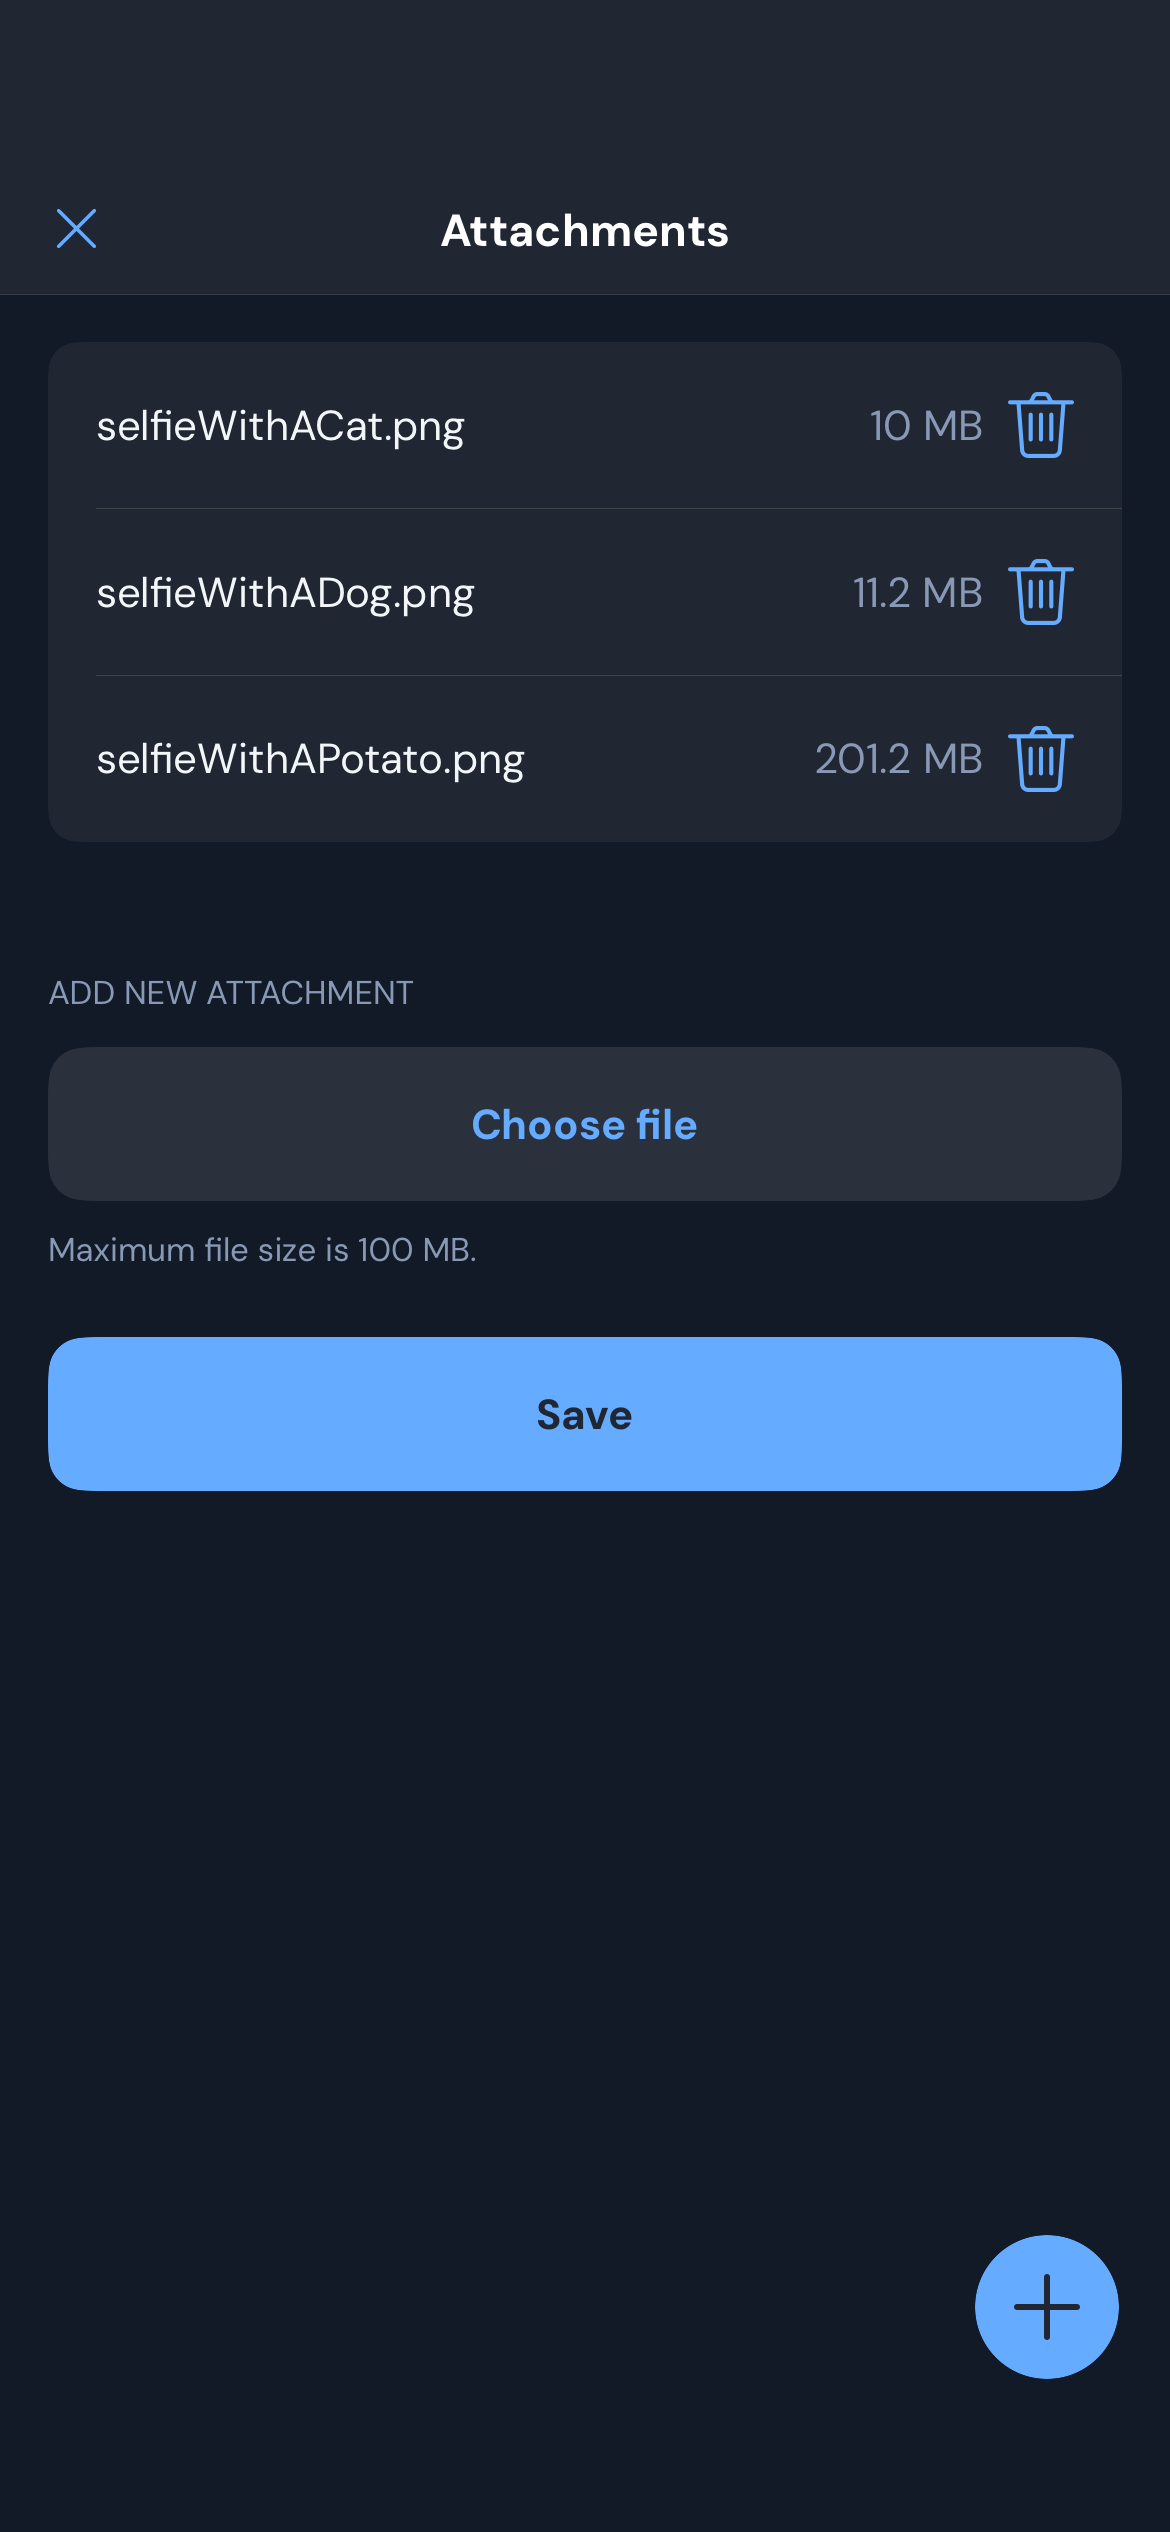 Attachments
selfieWithACat.png 10 MB
selfieWithADog.png 11.2 MB
selfieWithAPotato.png 201.2 MB
ADD NEW ATTACHMENT
Choose file
Maximum file size is 100 MB.
Save